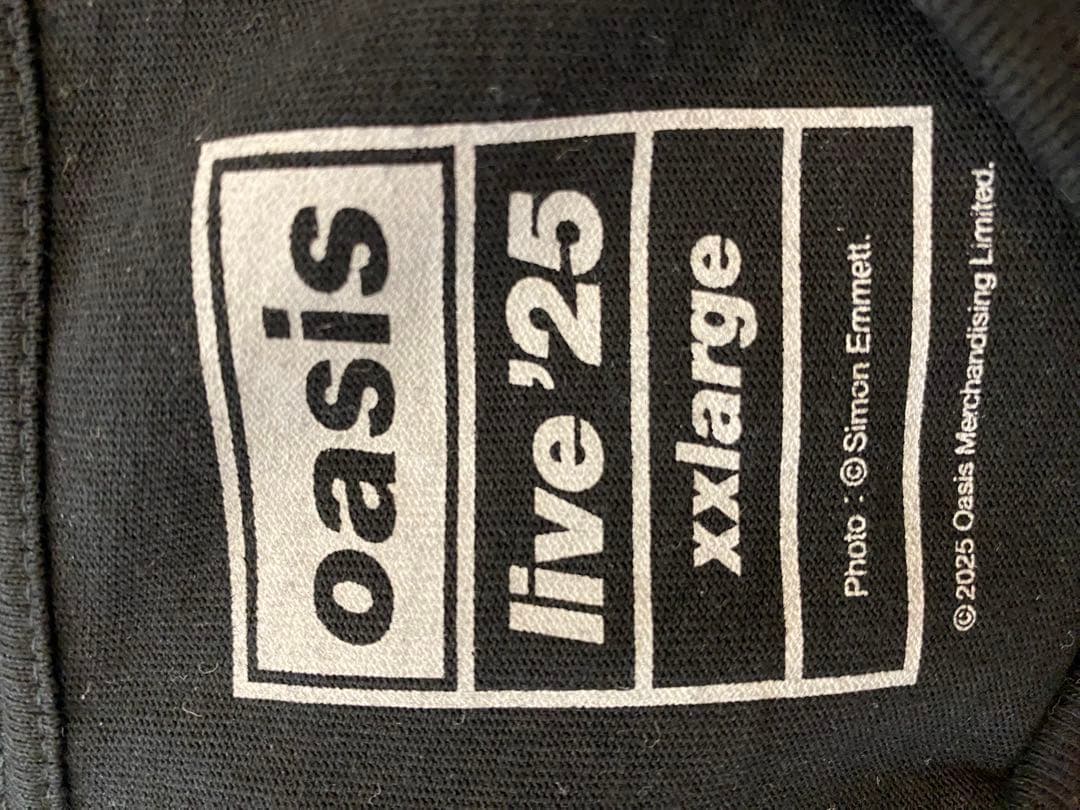 oasis
live '25
xxlarge
Photo : © Simon Emmett.
© 2025 Oasis Merchandising Limited.